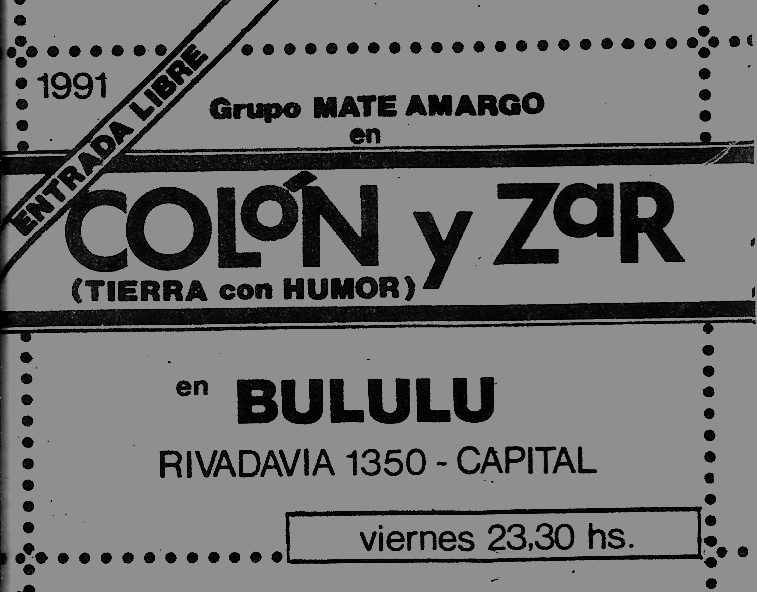 1991
ENTRADA LIBRE
Grupo MATE AMARGO
en
COLÓN y ZaR
(TIERRA con HUMOR)
en BULULU
RIVADAVIA 1350 - CAPITAL
viernes 23,30 hs.